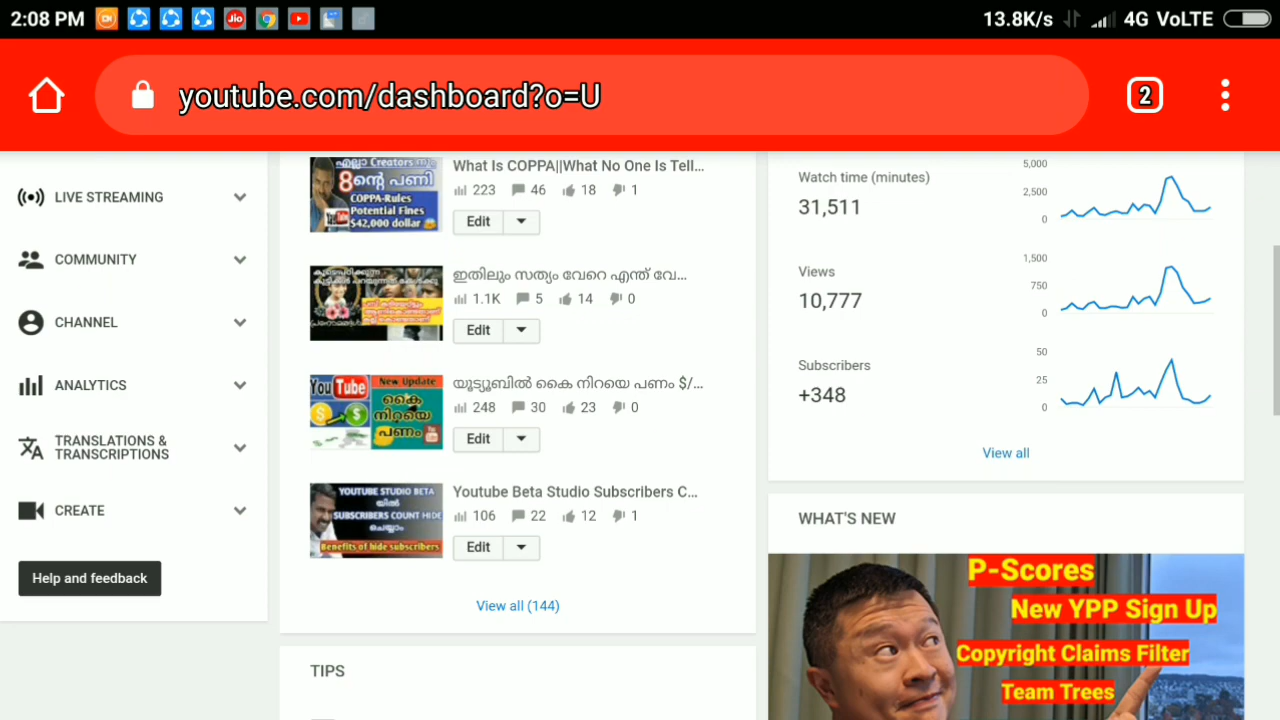 2:08 PM
Jio
13.8K/s
4G VoLTE
youtube.com/dashboard?o=U
2
LIVE STREAMING
COMMUNITY
CHANNEL
ANALYTICS
TRANSLATIONS &
TRANSCRIPTIONS
CREATE
Help and feedback
എല്ലാ Creators നും
8ന്റെ പണി
COPPA-Rules
Potential Fines
$42,000 dollar
What Is COPPA||What No One Is Tell...
223 46 18 1
Edit
ഇതിലും സത്യം വേറെ എന്ത് വേ...
1.1K 5 14 0
Edit
YouTube
New Update
കൈ
നിറയെ
പണം
യൂട്യൂബിൽ കൈ നിറയെ പണം $/...
248 30 23 0
Edit
YOUTUBE STUDIO BETA
യിൽ
SUBSCRIBERS COUNT HIDE
ചെയ്യാം
Benefits of hide subscribers
Youtube Beta Studio Subscribers C...
106 22 12 1
Edit
View all (144)
TIPS
Watch time (minutes)
31,511
5,000
2,500
0
Views
10,777
1,500
750
0
Subscribers
+348
50
25
0
View all
WHAT'S NEW
P-Scores
New YPP Sign Up
Copyright Claims Filter
Team Trees